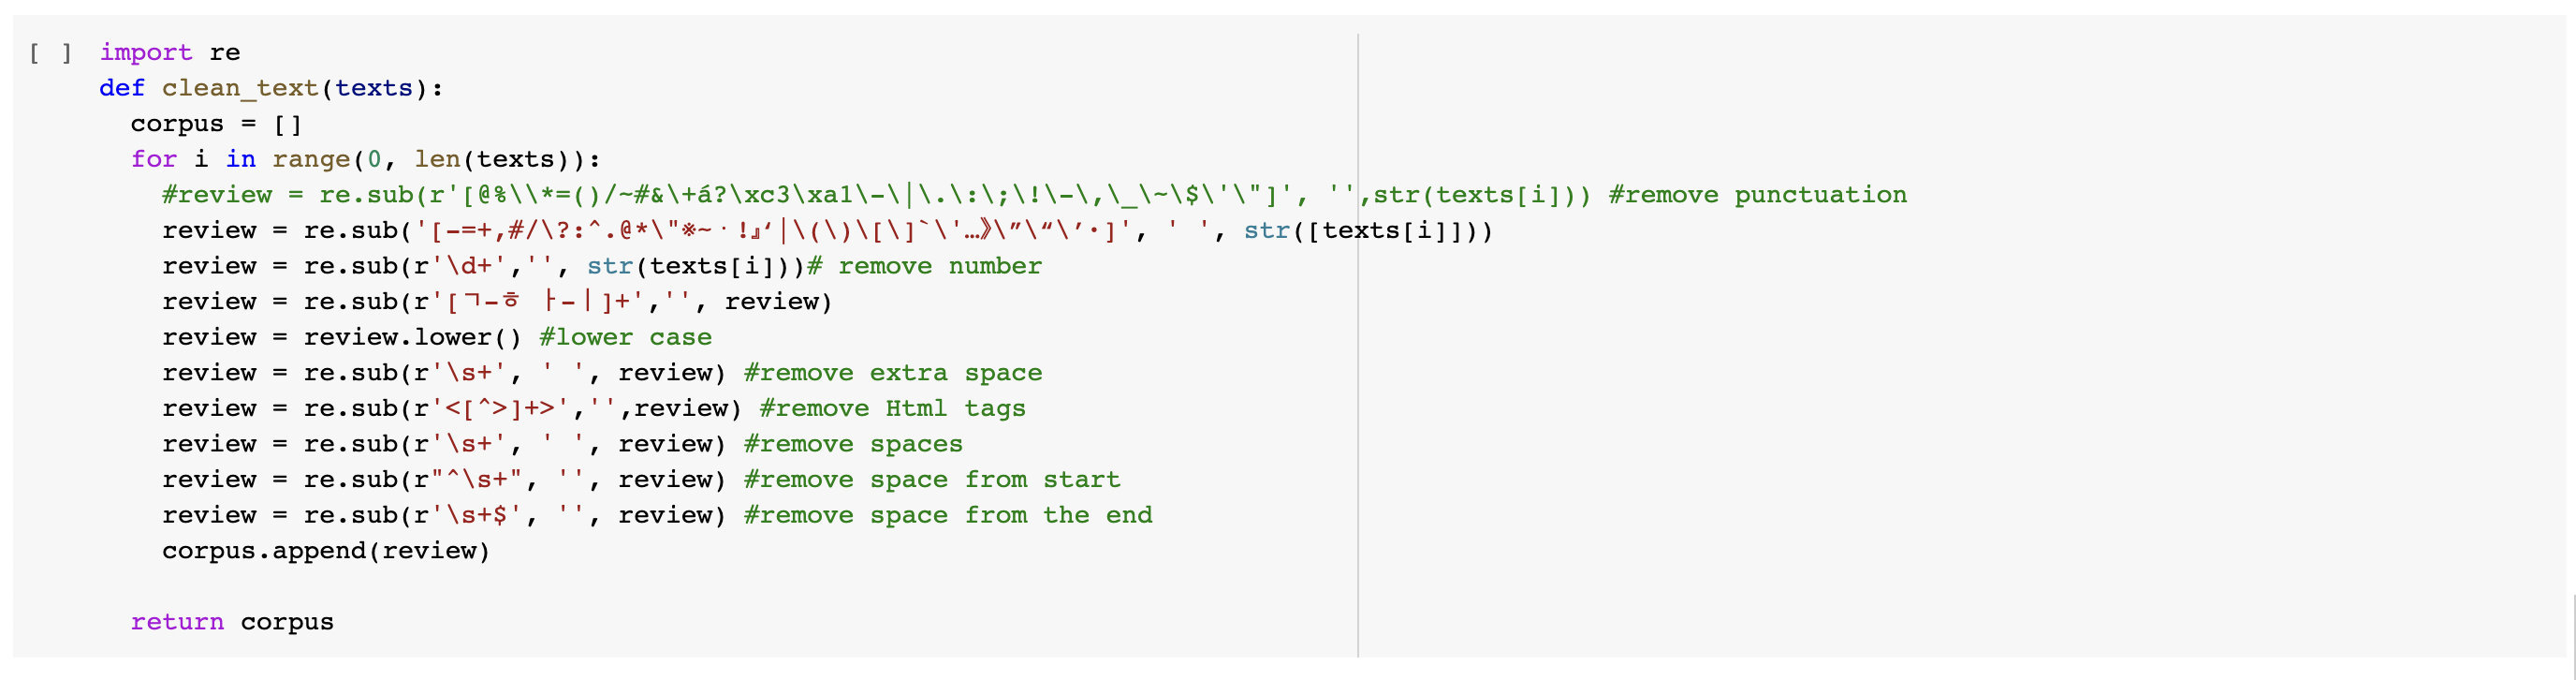 [ ] import re
def clean_text(texts):
corpus = []
for i in range(0, len(texts)):
#review = re.sub(r'[@%\\*=()/~#&\+á?\xc3\xa1\-\|\.\:\;\!\-\,\_\~\$\'\"]', '',str(texts[i])) #remove punctuation
review = re.sub('[-=+,#/\?:^.@*\"※~ㆍ!』‘|\(\)\[\]`\'…》\”\“\’·]', ' ', str([texts[i]]))
review = re.sub(r'\d+','', str(texts[i]))# remove number
review = re.sub(r'[ㄱ-ㅎ ㅏ-ㅣ]+','', review)
review = review.lower() #lower case
review = re.sub(r'\s+', ' ', review) #remove extra space
review = re.sub(r'<[^>]+>','',review) #remove Html tags
review = re.sub(r'\s+', ' ', review) #remove spaces
review = re.sub(r"^\s+", '', review) #remove space from start
review = re.sub(r'\s+$', '', review) #remove space from the end
corpus.append(review)
return corpus